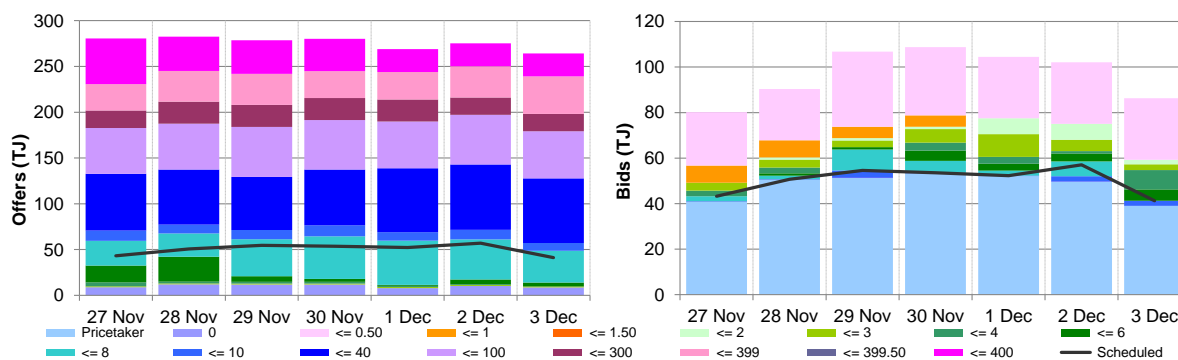 300
250
200
150
100
50
0
Offers (TJ)
27 Nov 28 Nov 29 Nov 30 Nov 1 Dec 2 Dec 3 Dec
120
100
80
60
40
20
0
Bids (TJ)
27 Nov 28 Nov 29 Nov 30 Nov 1 Dec 2 Dec 3 Dec
Pricetaker 0 <= 0.50 <= 1 <= 1.50 <= 2 <= 3 <= 4 <= 6
<= 8 <= 10 <= 40 <= 100 <= 300 <= 399 <= 399.50 <= 400 Scheduled